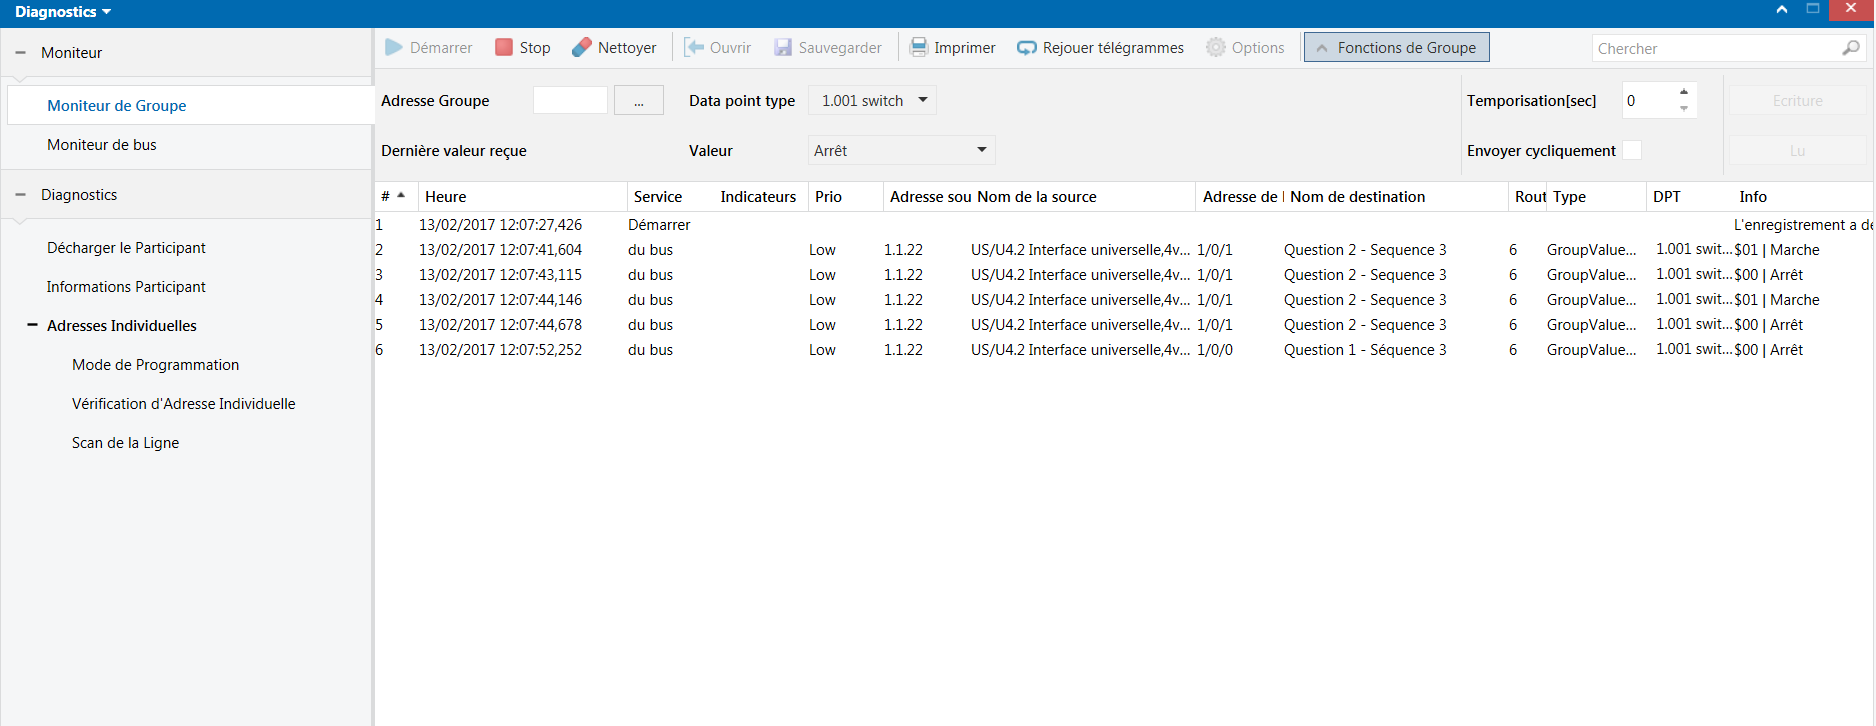 Diagnostics
Moniteur
Moniteur de Groupe
Moniteur de bus
Diagnostics
Décharger le Participant
Informations Participant
Adresses Individuelles
Mode de Programmation
Vérification d'Adresse Individuelle
Scan de la Ligne
Démarrer Stop Nettoyer Ouvrir Sauvegarder Imprimer Rejouer télégrammes Options Fonctions de Groupe Chercher
Adresse Groupe ... Data point type 1.001 switch Temporisation[sec] 0 Ecriture
Dernière valeur reçue Valeur Arrêt Envoyer cycliquement Lu
# Heure Service Indicateurs Prio Adresse sou Nom de la source Adresse de l Nom de destination Rout Type DPT Info
1 13/02/2017 12:07:27,426 Démarrer L'enregistrement a dé
2 13/02/2017 12:07:41,604 du bus Low 1.1.22 US/U4.2 Interface universelle,4v... 1/0/1 Question 2 - Sequence 3 6 GroupValue... 1.001 swit... $01 | Marche
3 13/02/2017 12:07:43,115 du bus Low 1.1.22 US/U4.2 Interface universelle,4v... 1/0/1 Question 2 - Sequence 3 6 GroupValue... 1.001 swit... $00 | Arrêt
4 13/02/2017 12:07:44,146 du bus Low 1.1.22 US/U4.2 Interface universelle,4v... 1/0/1 Question 2 - Sequence 3 6 GroupValue... 1.001 swit... $01 | Marche
5 13/02/2017 12:07:44,678 du bus Low 1.1.22 US/U4.2 Interface universelle,4v... 1/0/1 Question 2 - Sequence 3 6 GroupValue... 1.001 swit... $00 | Arrêt
6 13/02/2017 12:07:52,252 du bus Low 1.1.22 US/U4.2 Interface universelle,4v... 1/0/0 Question 1 - Séquence 3 6 GroupValue... 1.001 swit... $00 | Arrêt